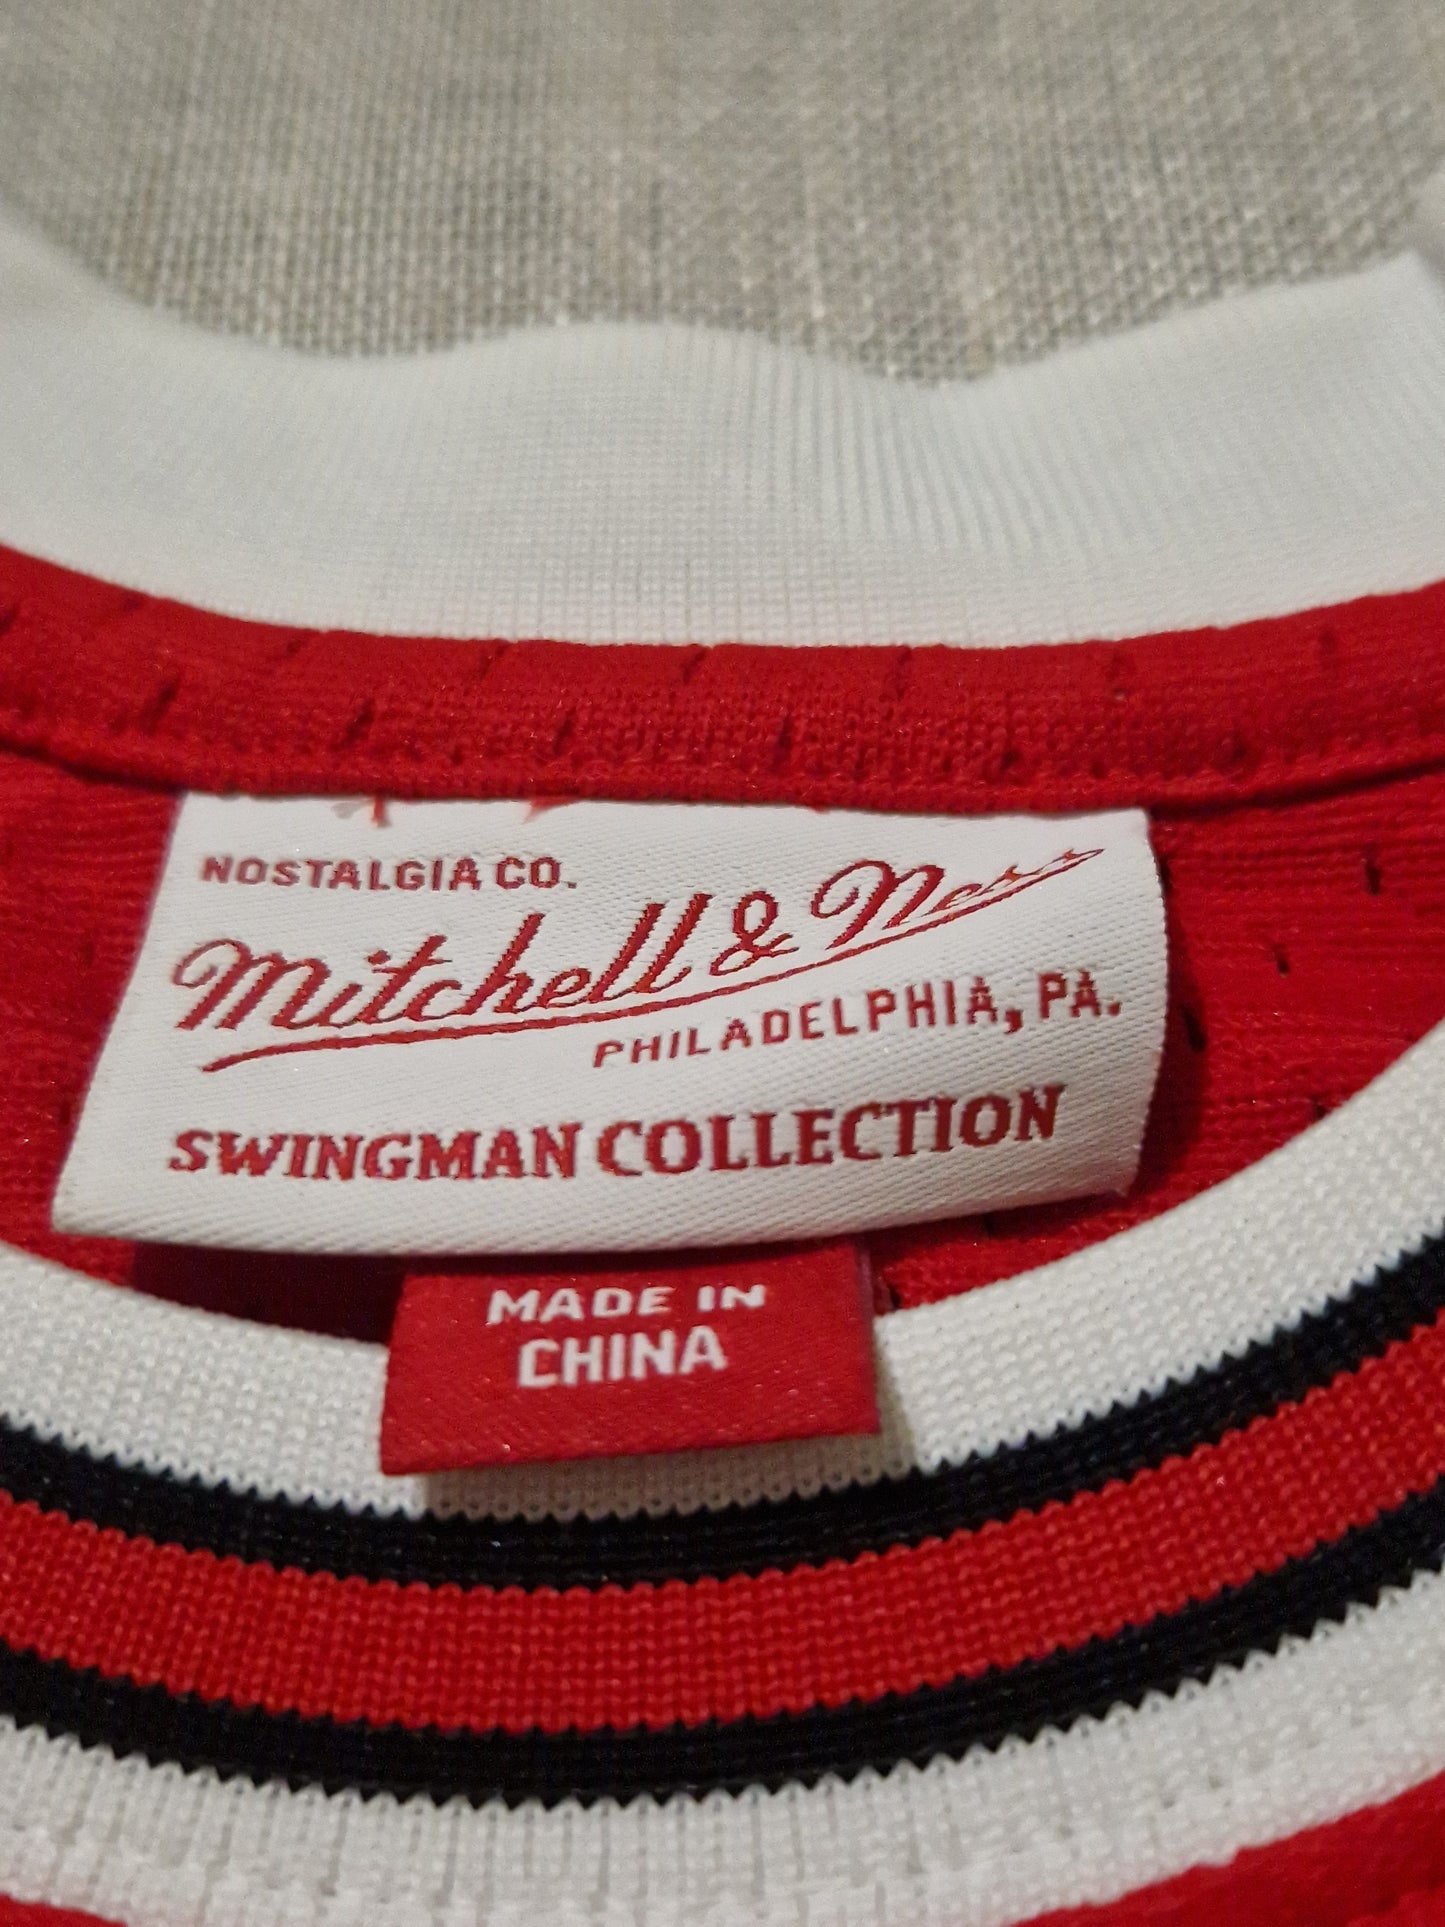 NOSTALGIA CO.
Mitchell & Ness
PHILADELPHIA, PA.
SWINGMAN COLLECTION
MADE IN
CHINA